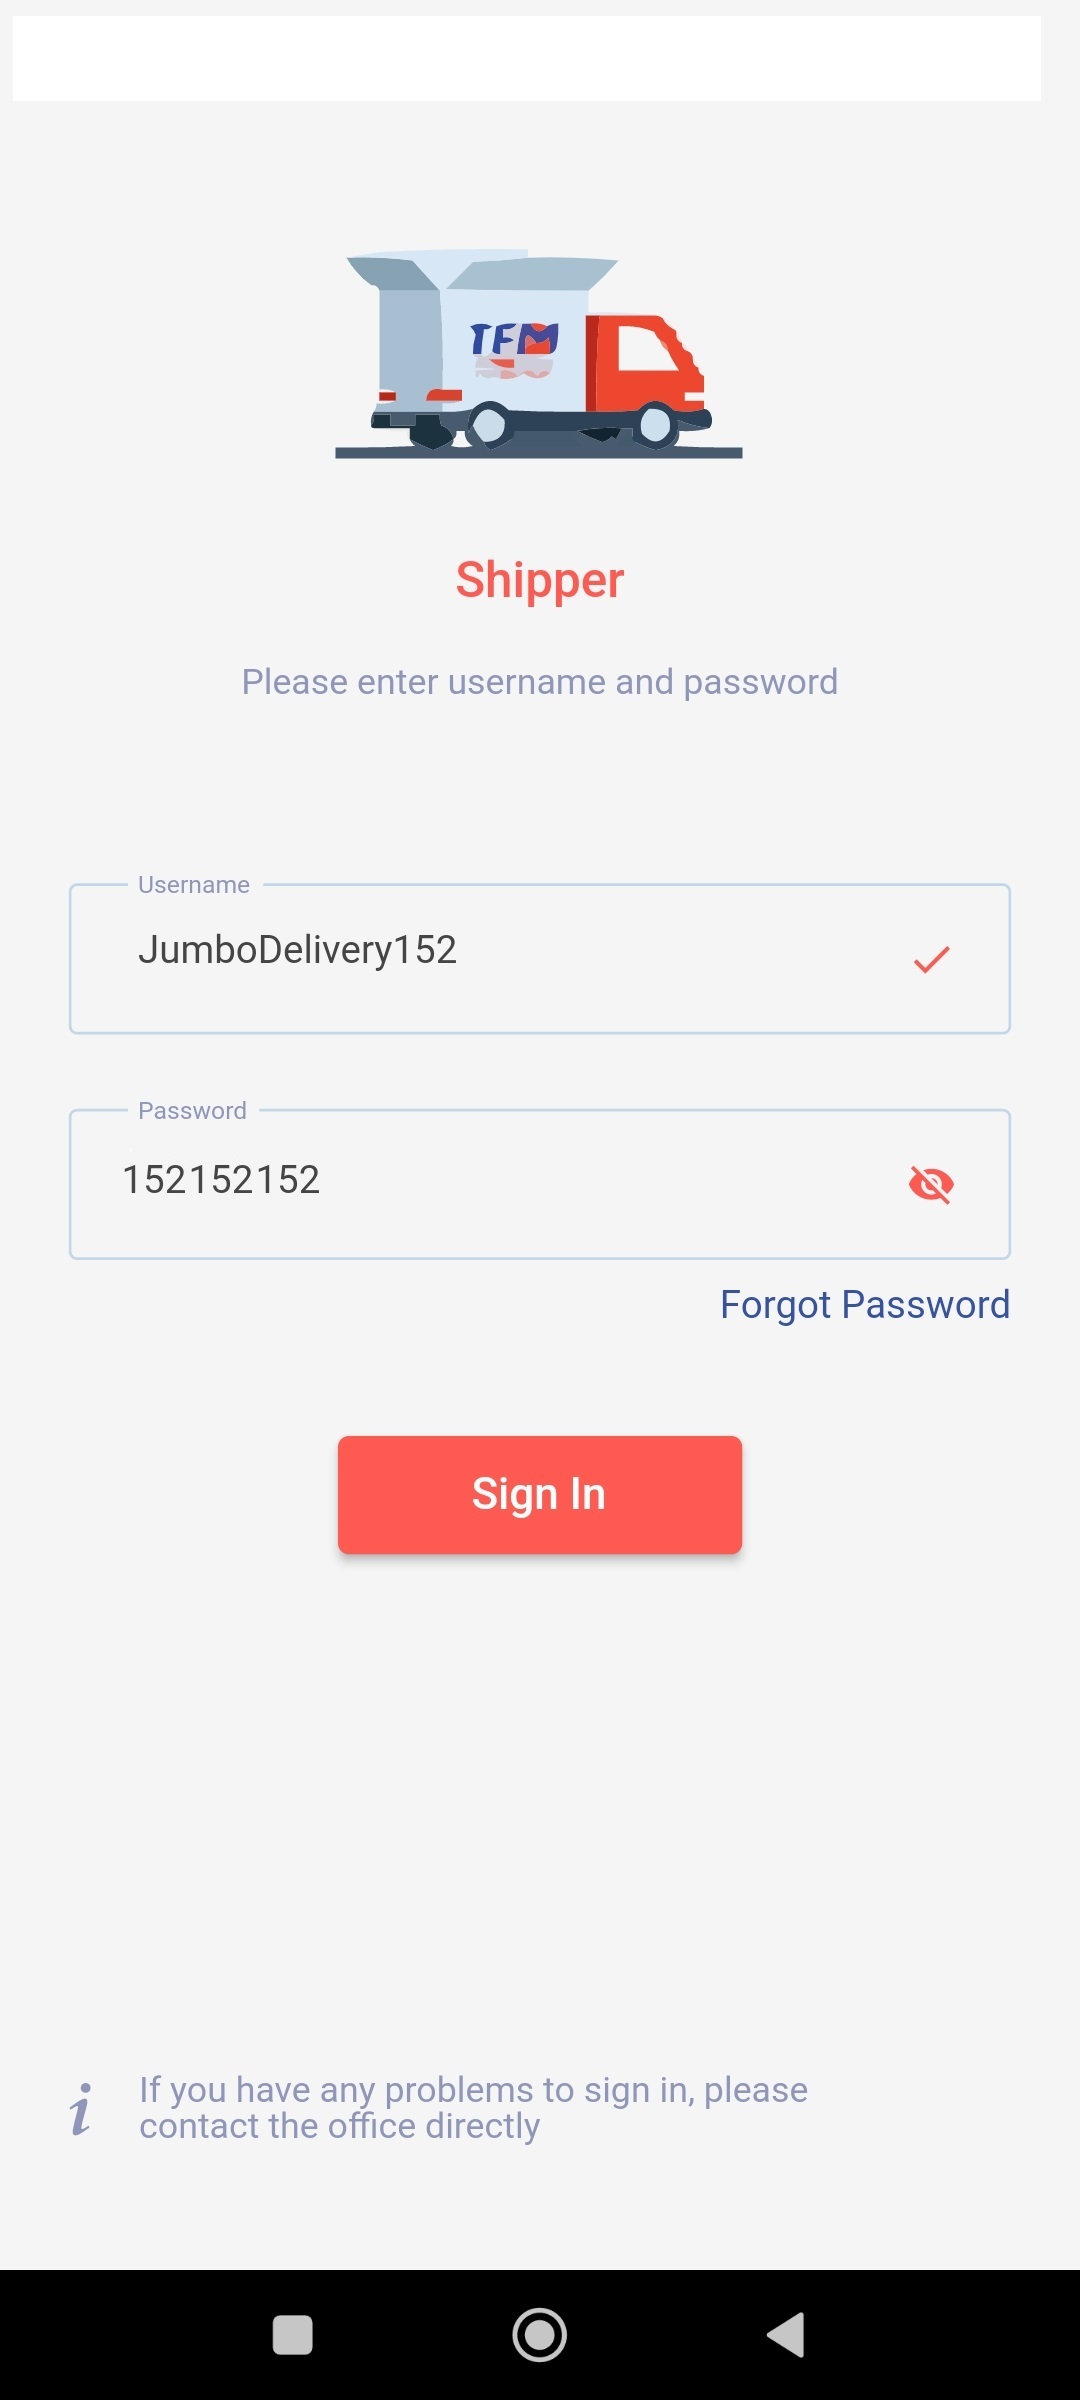 TFM
Shipper
Please enter username and password
Username
JumboDelivery152
Password
152152152
Forgot Password
Sign In
i
If you have any problems to sign in, please
contact the office directly